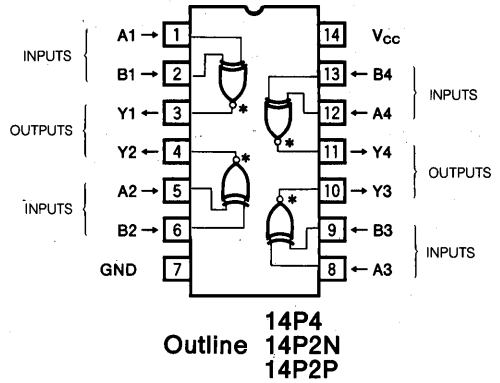 A1 → 1 14 Vcc
INPUTS
B1 → 2 13 ← B4
INPUTS
Y1 ← 3 * 12 ← A4
OUTPUTS
Y2 ← 4 * * 11 → Y4
OUTPUTS
A2 → 5 10 → Y3
INPUTS *
B2 → 6 9 ← B3
INPUTS
GND 7 8 ← A3
14P4
Outline 14P2N
14P2P